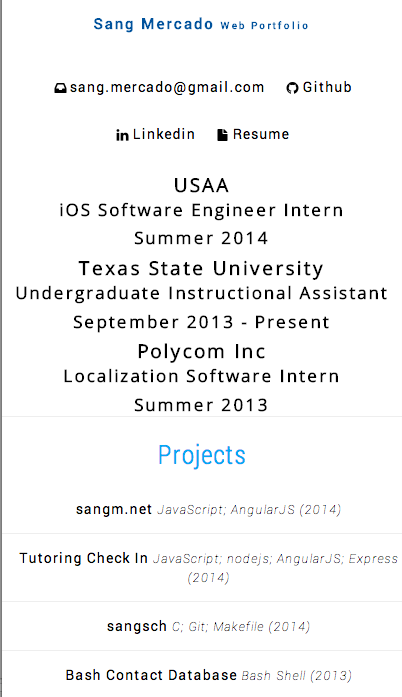 Sang Mercado Web Portfolio
sang.mercado@gmail.com Github
Linkedin Resume
USAA
iOS Software Engineer Intern
Summer 2014
Texas State University
Undergraduate Instructional Assistant
September 2013 - Present
Polycom Inc
Localization Software Intern
Summer 2013
Projects
sangm.net JavaScript; AngularJS (2014)
Tutoring Check In JavaScript; nodejs; AngularJS; Express
(2014)
sangsch C; Git; Makefile (2014)
Bash Contact Database Bash Shell (2013)